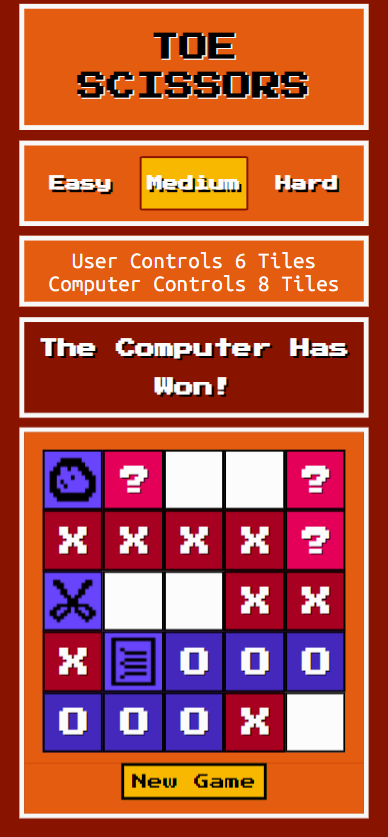 TOE
SCISSORS
Easy Medium Hard
User Controls 6 Tiles
Computer Controls 8 Tiles
The Computer Has
Won!
? ?
X X X X ?
X X
X O O O
O O O X
New Game